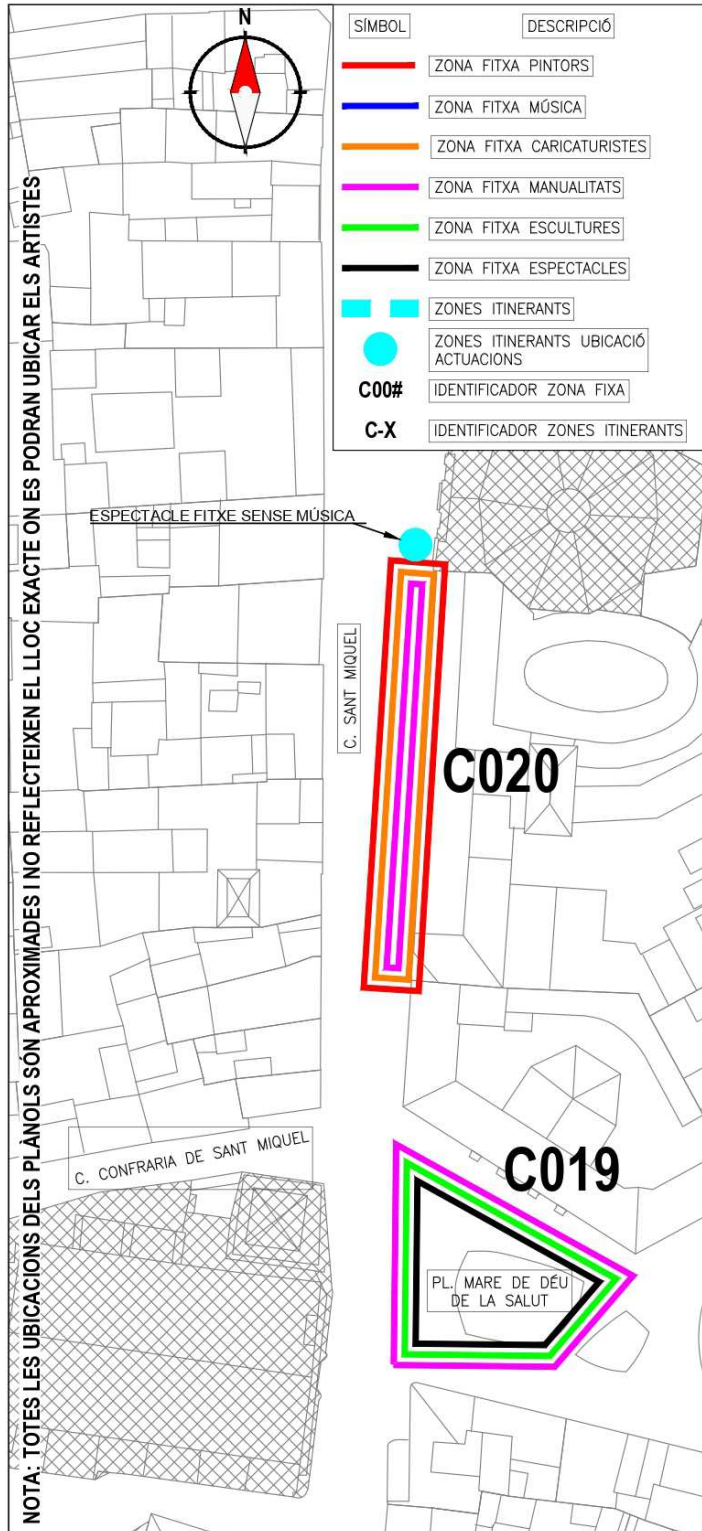 N
SÍMBOL
DESCRIPCIÓ
ZONA FITXA PINTORS
ZONA FITXA MÚSICA
ZONA FITXA CARICATURISTES
ZONA FITXA MANUALITATS
ZONA FITXA ESCULTURES
ZONA FITXA ESPECTACLES
ZONES ITINERANTS
ZONES ITINERANTS UBICACIÓ
ACTUACIONS
C00#
IDENTIFICADOR ZONA FIXA
C-X
IDENTIFICADOR ZONES ITINERANTS
NOTA: TOTES LES UBICACIONS DELS PLÀNOLS SÓN APROXIMADES I NO REFLECTEIXEN EL LLOC EXACTE ON ES PODRAN UBICAR ELS ARTISTES
ESPECTACLE FITXE SENSE MÚSICA
C. SANT MIQUEL
C020
C. CONFRARIA DE SANT MIQUEL
C019
PL. MARE DE DÉU
DE LA SALUT